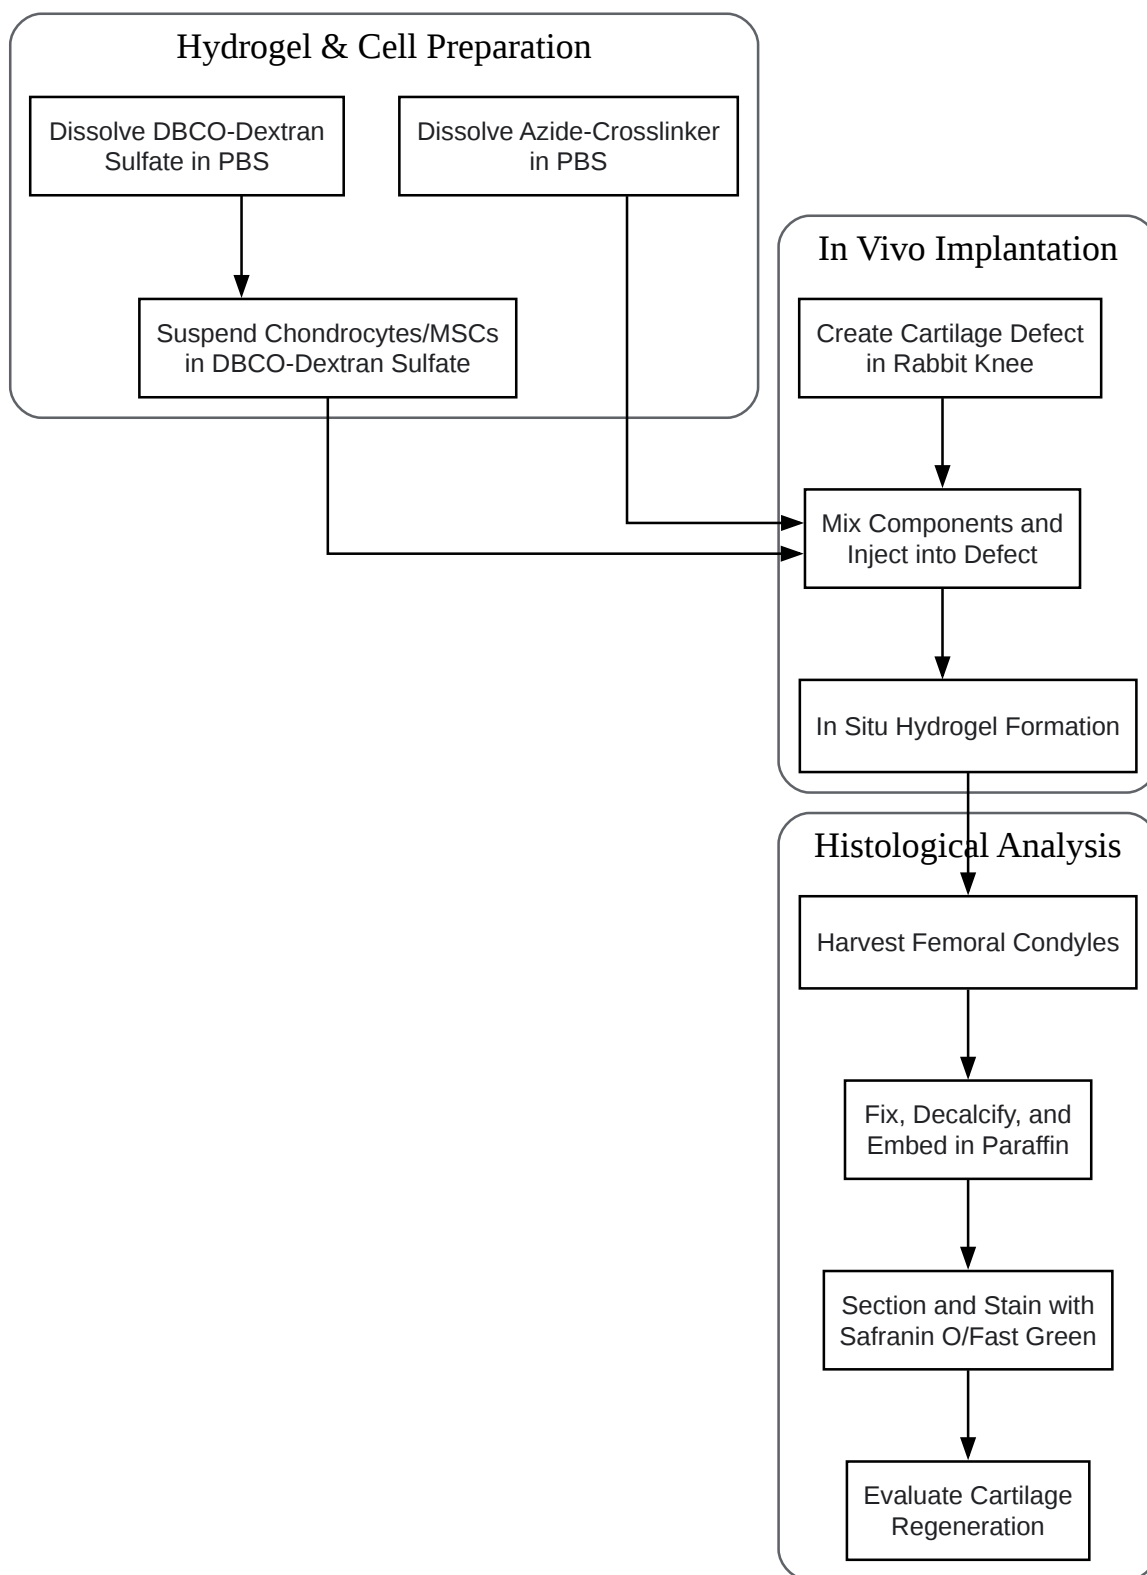 Hydrogel & Cell Preparation
Dissolve DBCO-Dextran
Sulfate in PBS
Dissolve Azide-Crosslinker
in PBS
Suspend Chondrocytes/MSCs
in DBCO-Dextran Sulfate
In Vivo Implantation
Create Cartilage Defect
in Rabbit Knee
Mix Components and
Inject into Defect
In Situ Hydrogel Formation
Histological Analysis
Harvest Femoral Condyles
Fix, Decalcify, and
Embed in Paraffin
Section and Stain with
Safranin O/Fast Green
Evaluate Cartilage
Regeneration